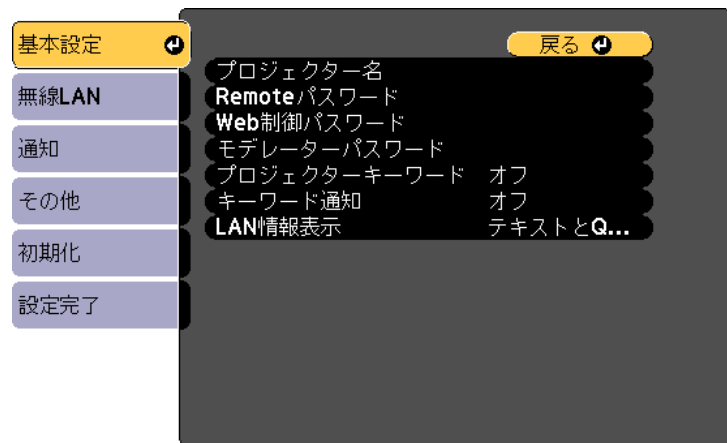 基本設定
無線LAN
通知
その他
初期化
設定完了
戻る
プロジェクター名
Remoteパスワード
Web制御パスワード
モデレーターパスワード
プロジェクターキーワード オフ
キーワード通知 オフ
LAN情報表示 テキストとQ...